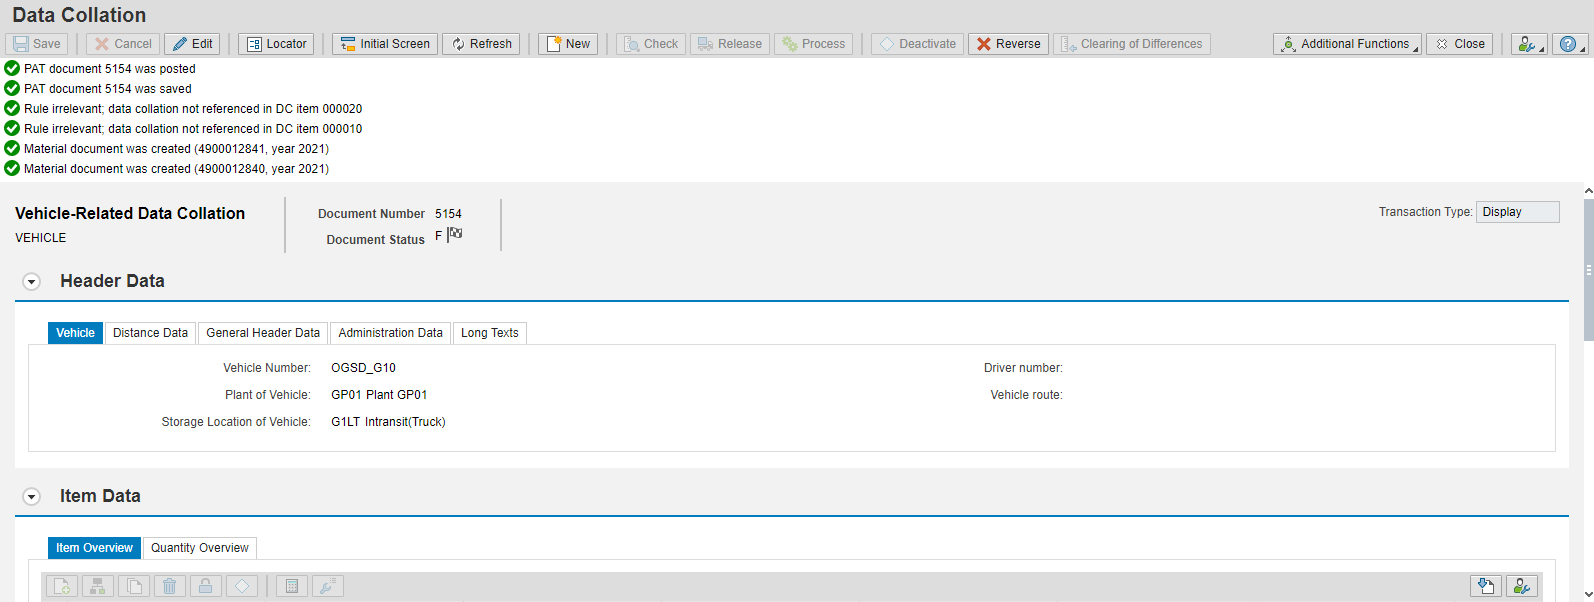 Data Collation
Save Cancel Edit Locator Initial Screen Refresh New Check Release Process Deactivate Reverse Clearing of Differences Additional Functions Close
PAT document 5154 was posted
PAT document 5154 was saved
Rule irrelevant; data collation not referenced in DC item 000020
Rule irrelevant; data collation not referenced in DC item 000010
Material document was created (4900012841, year 2021)
Material document was created (4900012840, year 2021)
Vehicle-Related Data Collation
VEHICLE
Document Number 5154
Document Status F
Transaction Type: Display
Header Data
Vehicle Distance Data General Header Data Administration Data Long Texts
Vehicle Number: OGSD_G10
Driver number:
Plant of Vehicle: GP01 Plant GP01
Vehicle route:
Storage Location of Vehicle: G1LT Intransit(Truck)
Item Data
Item Overview Quantity Overview